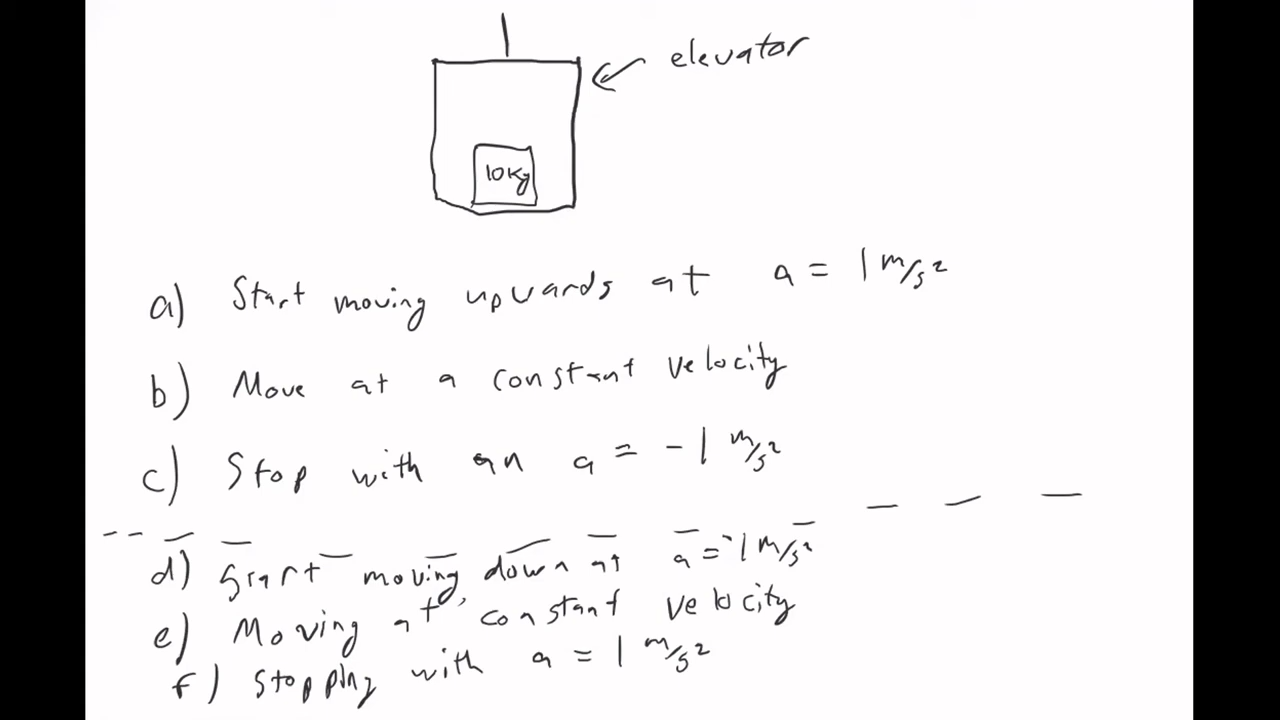 elevator
10Kg
a) Start moving upwards at a = 1 m/s²
b) Move at a constant velocity
c) Stop with an a = -1 m/s²
d) Start moving down at a = -1 m/s²
e) Moving at constant velocity
f) Stopping with a = 1 m/s²